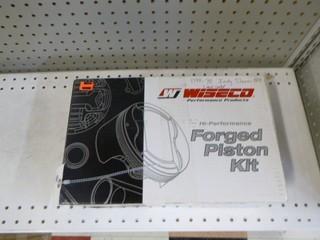 W WISECO
Performance Products
Hi-Performance
Forged
Piston
Kit